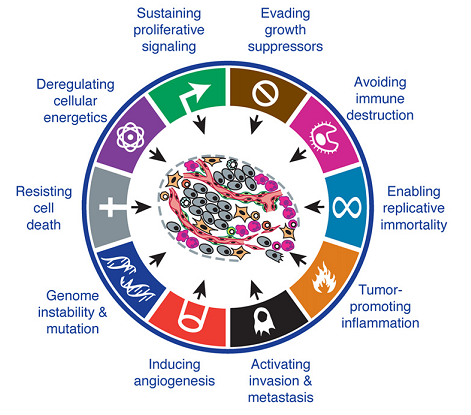 Sustaining
proliferative
signaling
Evading
growth
suppressors
Avoiding
immune
destruction
Enabling
replicative
immortality
Tumor-
promoting
inflammation
Activating
invasion &
metastasis
Inducing
angiogenesis
Genome
instability &
mutation
Resisting
cell
death
Deregulating
cellular
energetics